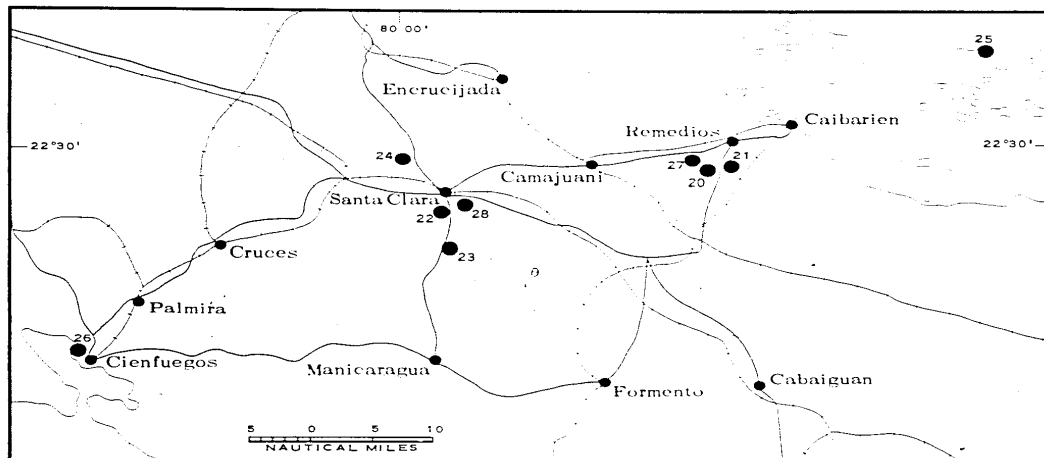 80 00'
25
Encrucijada
Caibarien
Remedios
22°30'
22°30'
24
27
21
20
Camajuani
Santa Clara
22
28
Cruces
23
Palmira
26
Cienfuegos
Manicaragua
Formento
Cabaiguan
5 0 10
NAUTICAL MILES